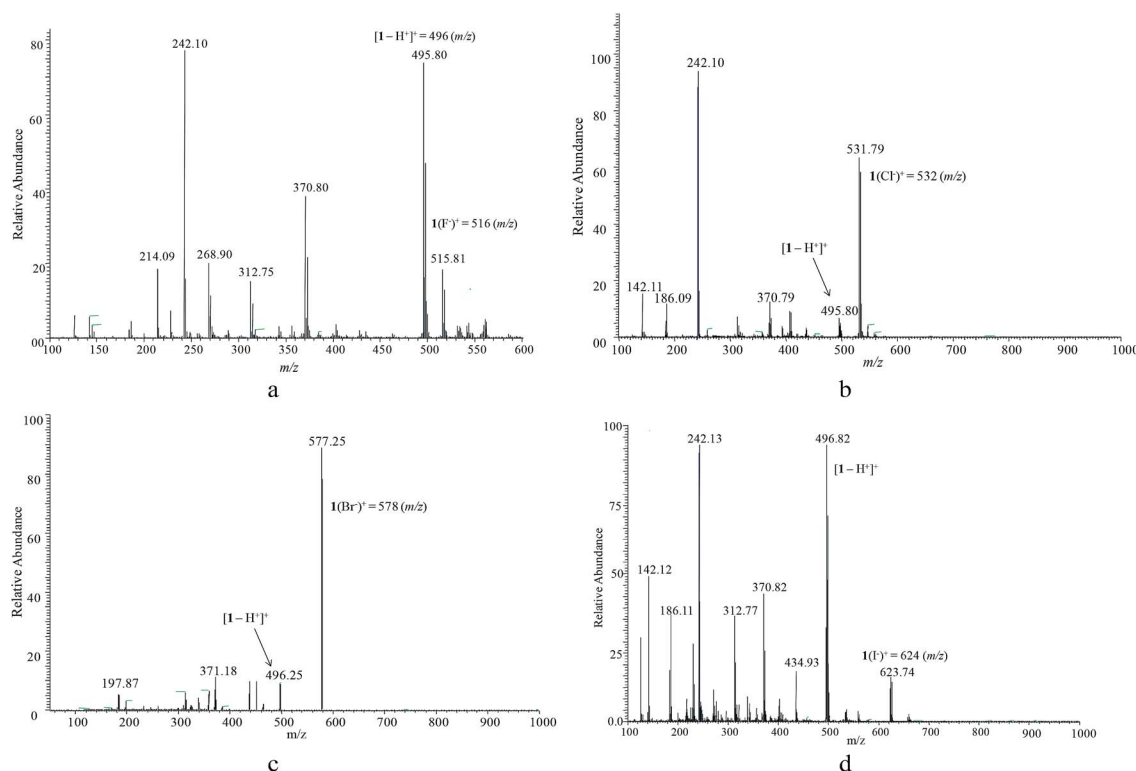 80
60
40
20
00
Relative Abundance
242.10
[1 – H⁺]⁺ = 496 (m/z)
495.80
370.80
1(F⁻)⁺ = 516 (m/z)
214.09
268.90
312.75
515.81
100 150 200 250 300 350 400 450 500 550 600
m/z
a
100
80
60
40
20
00
Relative Abundance
242.10
531.79
1(Cl⁻)⁺ = 532 (m/z)
[1 – H⁺]⁺
142.11
186.09
370.79
495.80
100 200 300 400 500 600 700 800 900 1000
m/z
b
100
80
60
40
20
0
Relative Abundance
577.25
1(Br⁻)⁺ = 578 (m/z)
[1 – H⁺]⁺
197.87
371.18
496.25
100 200 300 400 500 600 700 800 900 1000
m/z
c
100
75
50
25
0.0
Relative Abundance
242.13
496.82
[1 – H⁺]⁺
142.12
186.11
312.77
370.82
434.93
1(I⁻)⁺ = 624 (m/z)
623.74
100 200 300 400 500 600 700 800 900 1000
m/z
d